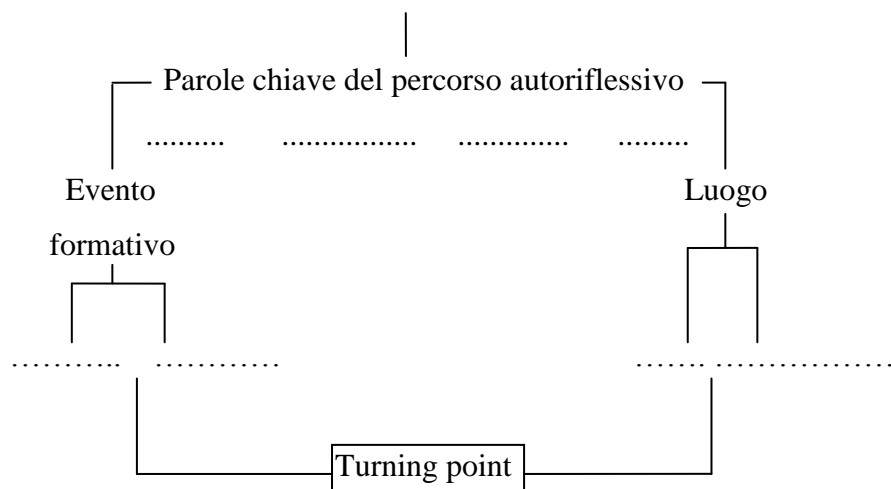 Parole chiave del percorso autoriflessivo
.......... ................. .............. .........
Evento Luogo
formativo
........... ............ ....... ..................
Turning point